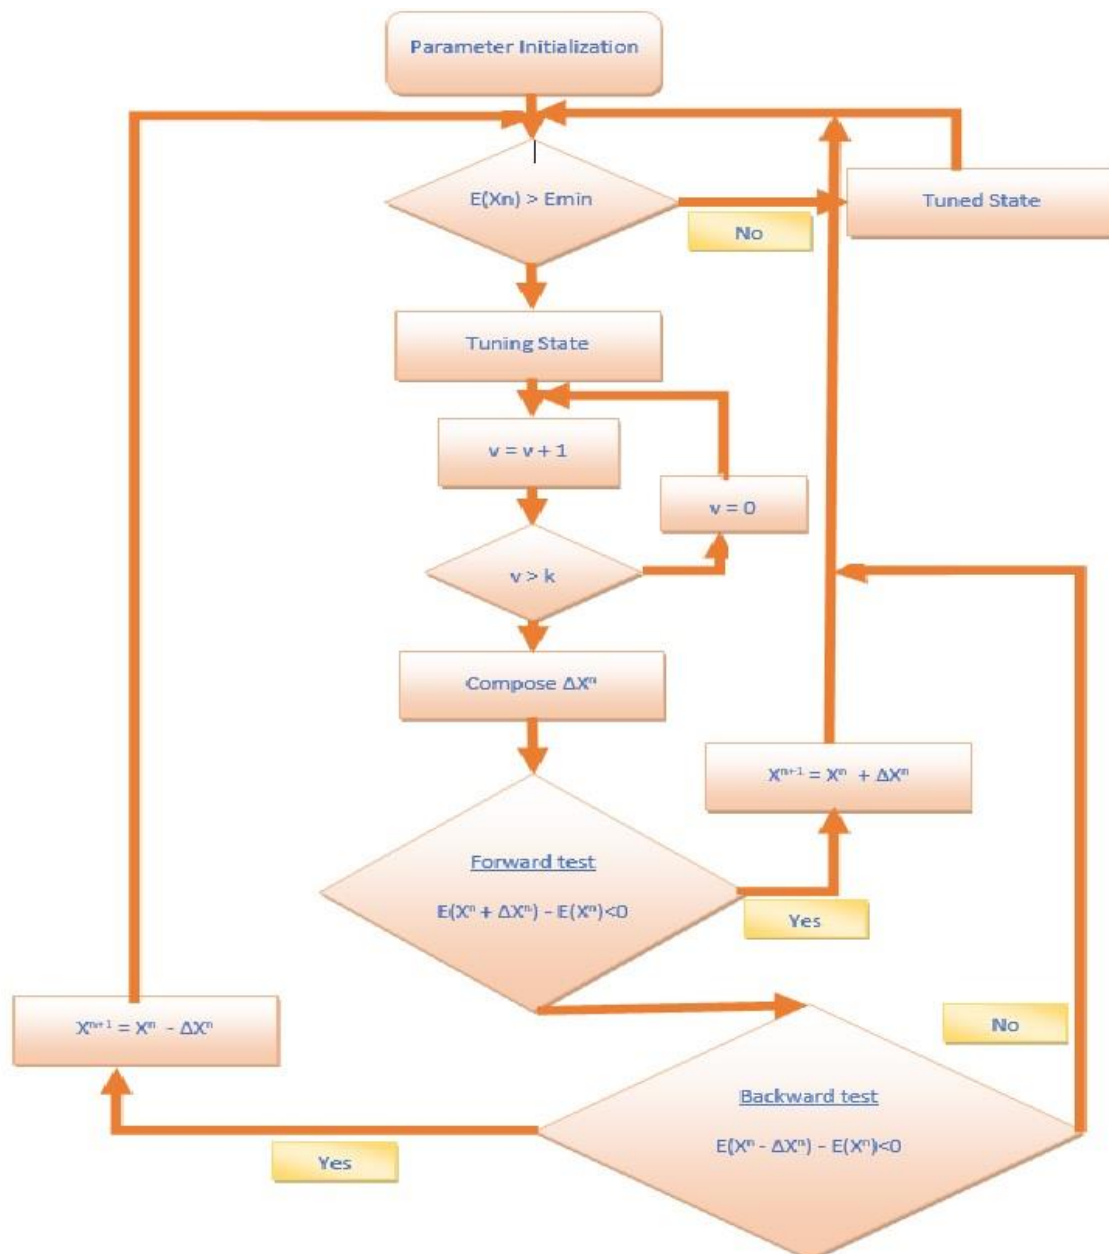 Parameter Initialization
E(Xn) > Emin
No
Tuned State
Tuning State
v = v + 1
v = 0
v > k
Compose ΔXⁿ
Xⁿ⁺¹ = Xⁿ + ΔXⁿ
Forward test
E(Xⁿ + ΔXⁿ) - E(Xⁿ)<0
Yes
Xⁿ⁺¹ = Xⁿ - ΔXⁿ
No
Backward test
E(Xⁿ - ΔXⁿ) - E(Xⁿ)<0
Yes